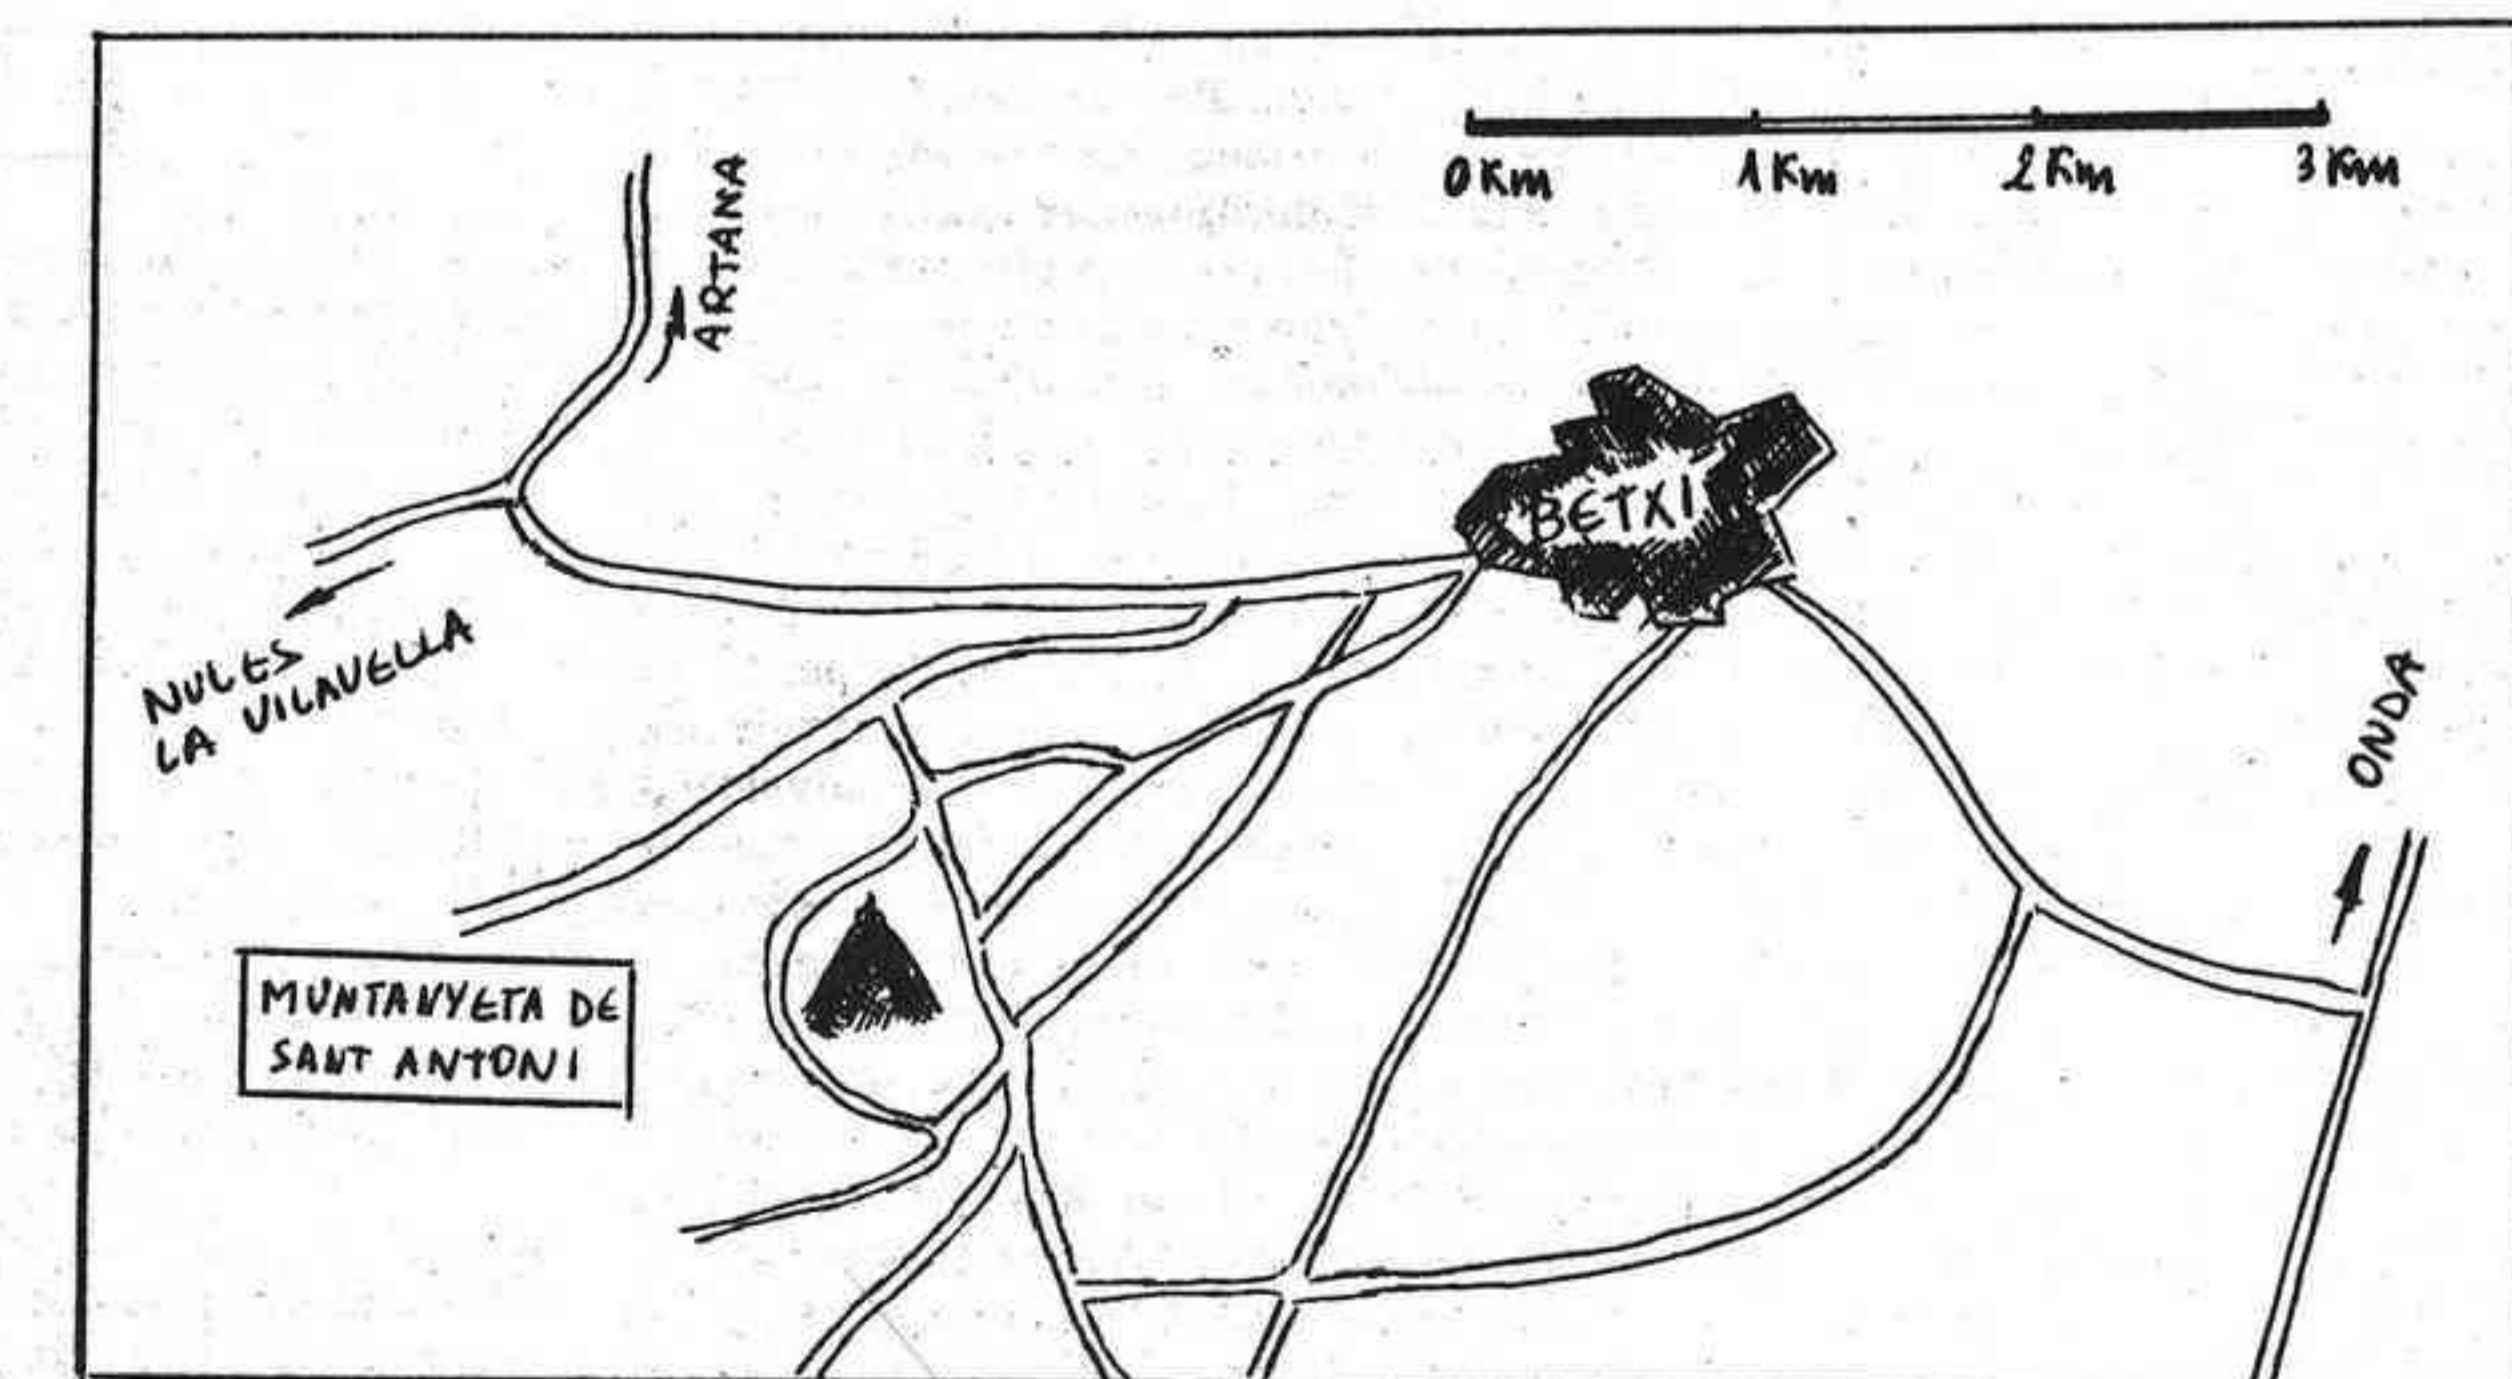 0 Km 1 Km 2 Km 3 Km
ARTANA
BETXI
NULES
LA VILAVELLA
ONDA
MUNTANYETA DE
SANT ANTONI